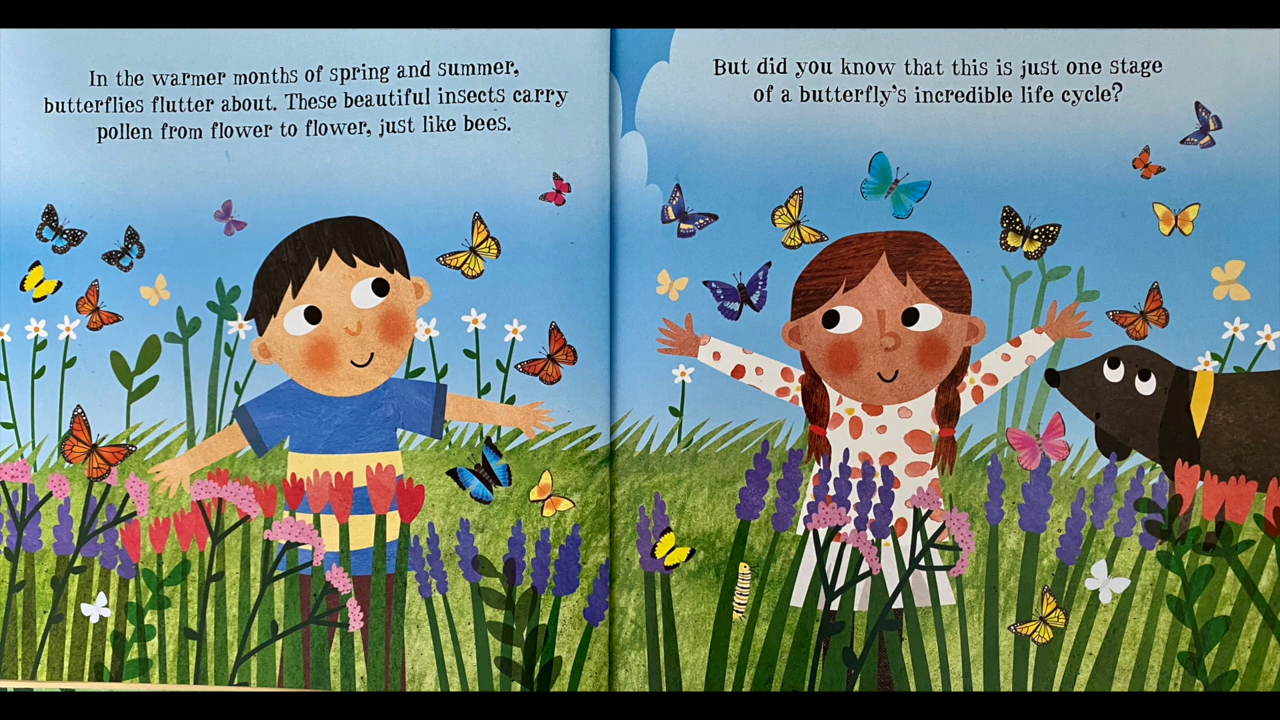 In the warmer months of spring and summer,
butterflies flutter about. These beautiful insects carry
pollen from flower to flower, just like bees.
But did you know that this is just one stage
of a butterfly's incredible life cycle?